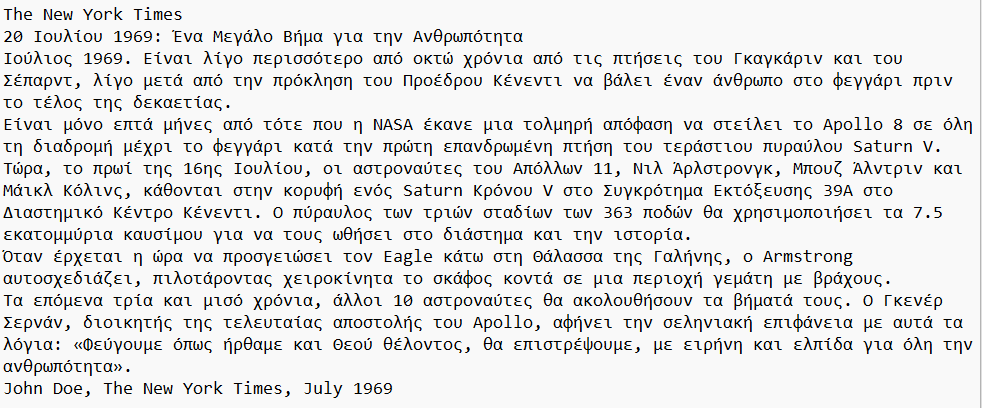 The New York Times
20 Ιουλίου 1969: Ένα Μεγάλο Βήμα για την Ανθρωπότητα
Ιούλιος 1969. Είναι λίγο περισσότερο από οκτώ χρόνια από τις πτήσεις του Γκαγκάριν και του
Σέπαρντ, λίγο μετά από την πρόκληση του Προέδρου Κένεντι να βάλει έναν άνθρωπο στο φεγγάρι πριν
το τέλος της δεκαετίας.
Είναι μόνο επτά μήνες από τότε που η NASA έκανε μια τολμηρή απόφαση να στείλει το Apollo 8 σε όλη
τη διαδρομή μέχρι το φεγγάρι κατά την πρώτη επανδρωμένη πτήση του τεράστιου πυραύλου Saturn V.
Τώρα, το πρωί της 16ης Ιουλίου, οι αστροναύτες του Απόλλων 11, Νιλ Άρλστρονγκ, Μπουζ Άλντριν και
Μάικλ Κόλινς, κάθονται στην κορυφή ενός Saturn Κρόνου V στο Συγκρότημα Εκτόξευσης 39Α στο
Διαστημικό Κέντρο Κένεντι. Ο πύραυλος των τριών σταδίων των 363 ποδών θα χρησιμοποιήσει τα 7.5
εκατομμύρια καυσίμου για να τους ωθήσει στο διάστημα και την ιστορία.
Όταν έρχεται η ώρα να προσγειώσει τον Eagle κάτω στη Θάλασσα της Γαλήνης, ο Armstrong
αυτοσχεδιάζει, πιλοτάροντας χειροκίνητα το σκάφος κοντά σε μια περιοχή γεμάτη με βράχους.
Τα επόμενα τρία και μισό χρόνια, άλλοι 10 αστροναύτες θα ακολουθήσουν τα βήματά τους. Ο Γκενέρ
Σερνάν, διοικητής της τελευταίας αποστολής του Apollo, αφήνει την σεληνιακή επιφάνεια με αυτά τα
λόγια: «Φεύγουμε όπως ήρθαμε και Θεού θέλοντος, θα επιστρέψουμε, με ειρήνη και ελπίδα για όλη την
ανθρωπότητα».
John Doe, The New York Times, July 1969